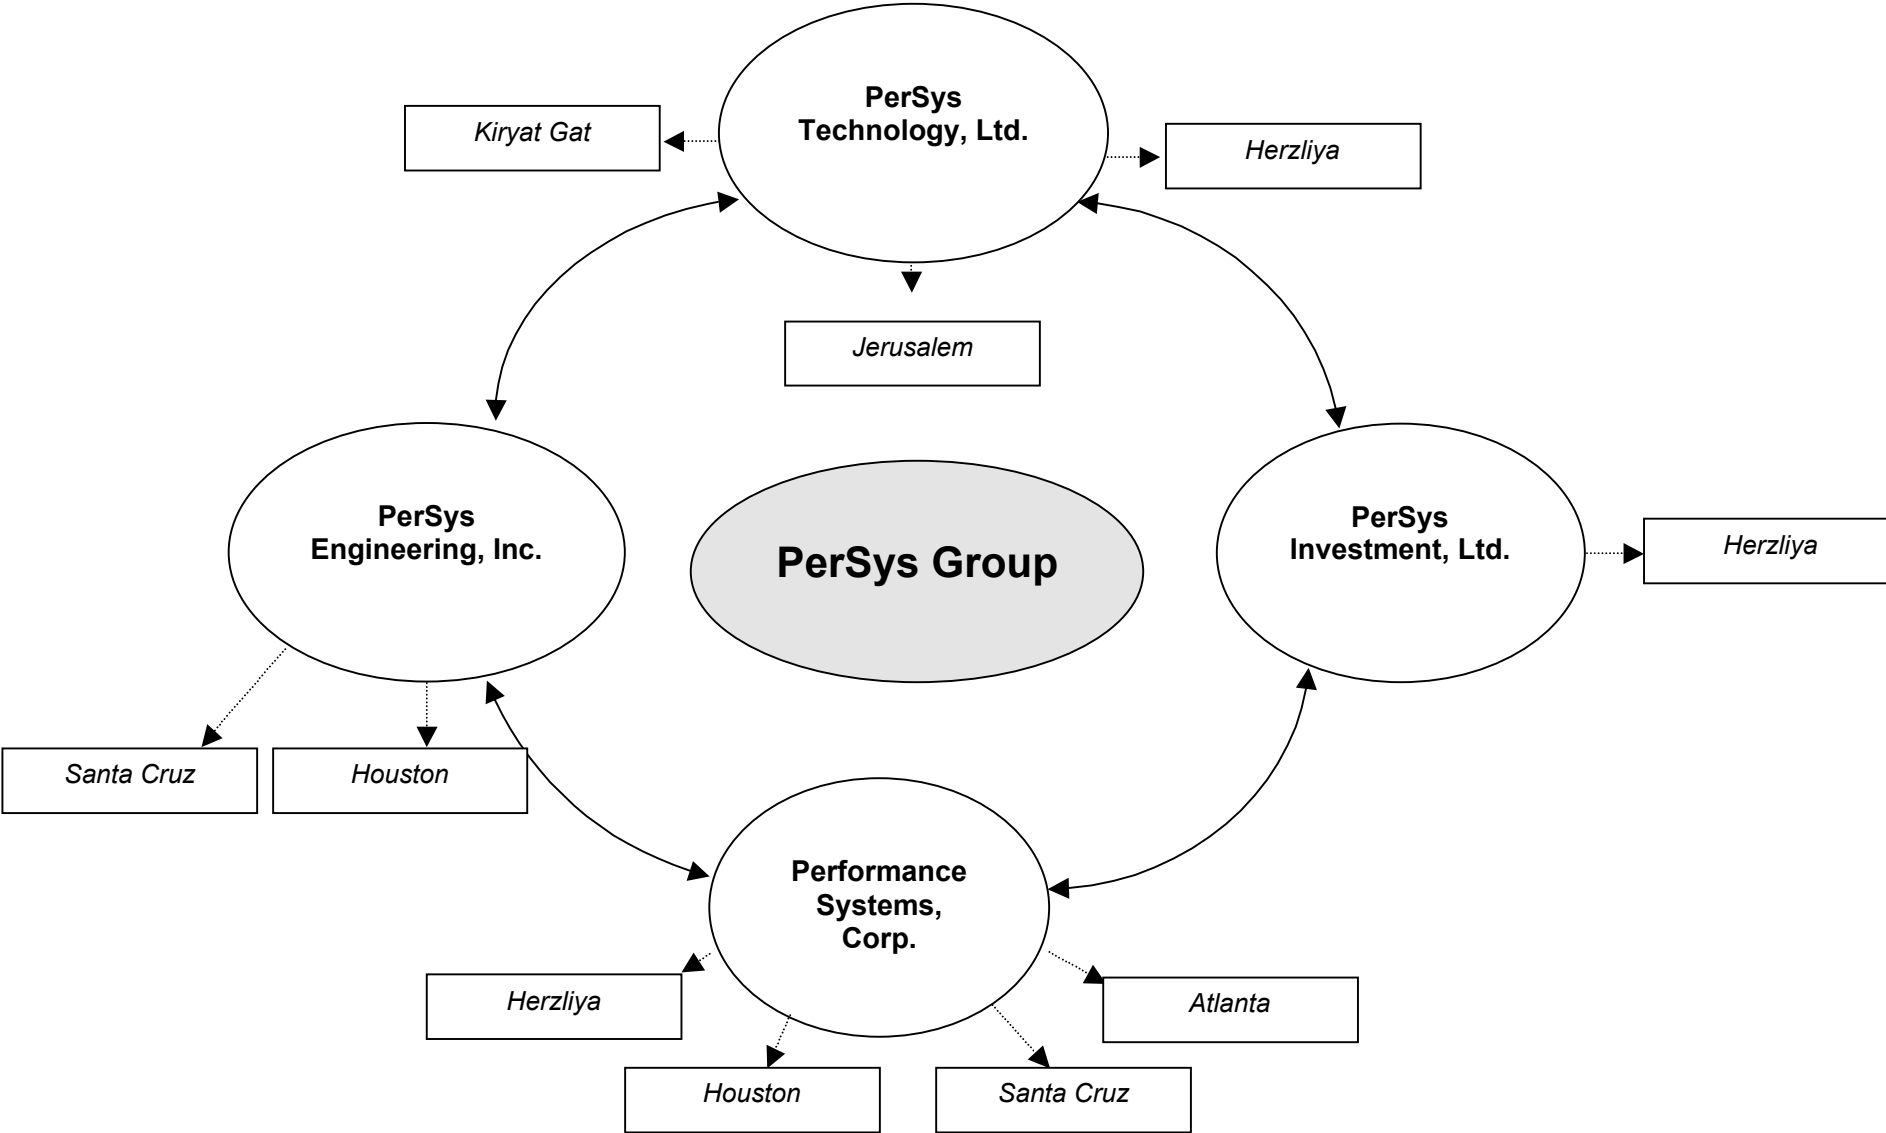 PerSys
Technology, Ltd.
Kiryat Gat
Herzliya
Jerusalem
PerSys
Engineering, Inc.
PerSys Group
PerSys
Investment, Ltd.
Herzliya
Santa Cruz
Houston
Performance
Systems,
Corp.
Herzliya
Atlanta
Houston
Santa Cruz